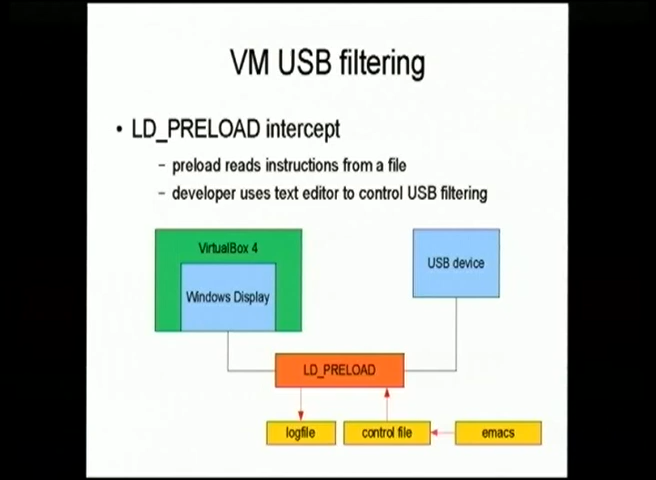 VM USB filtering
• LD_PRELOAD intercept
– preload reads instructions from a file
– developer uses text editor to control USB filtering
VirtualBox 4
USB device
Windows Display
LD_PRELOAD
logfile
control file
emacs